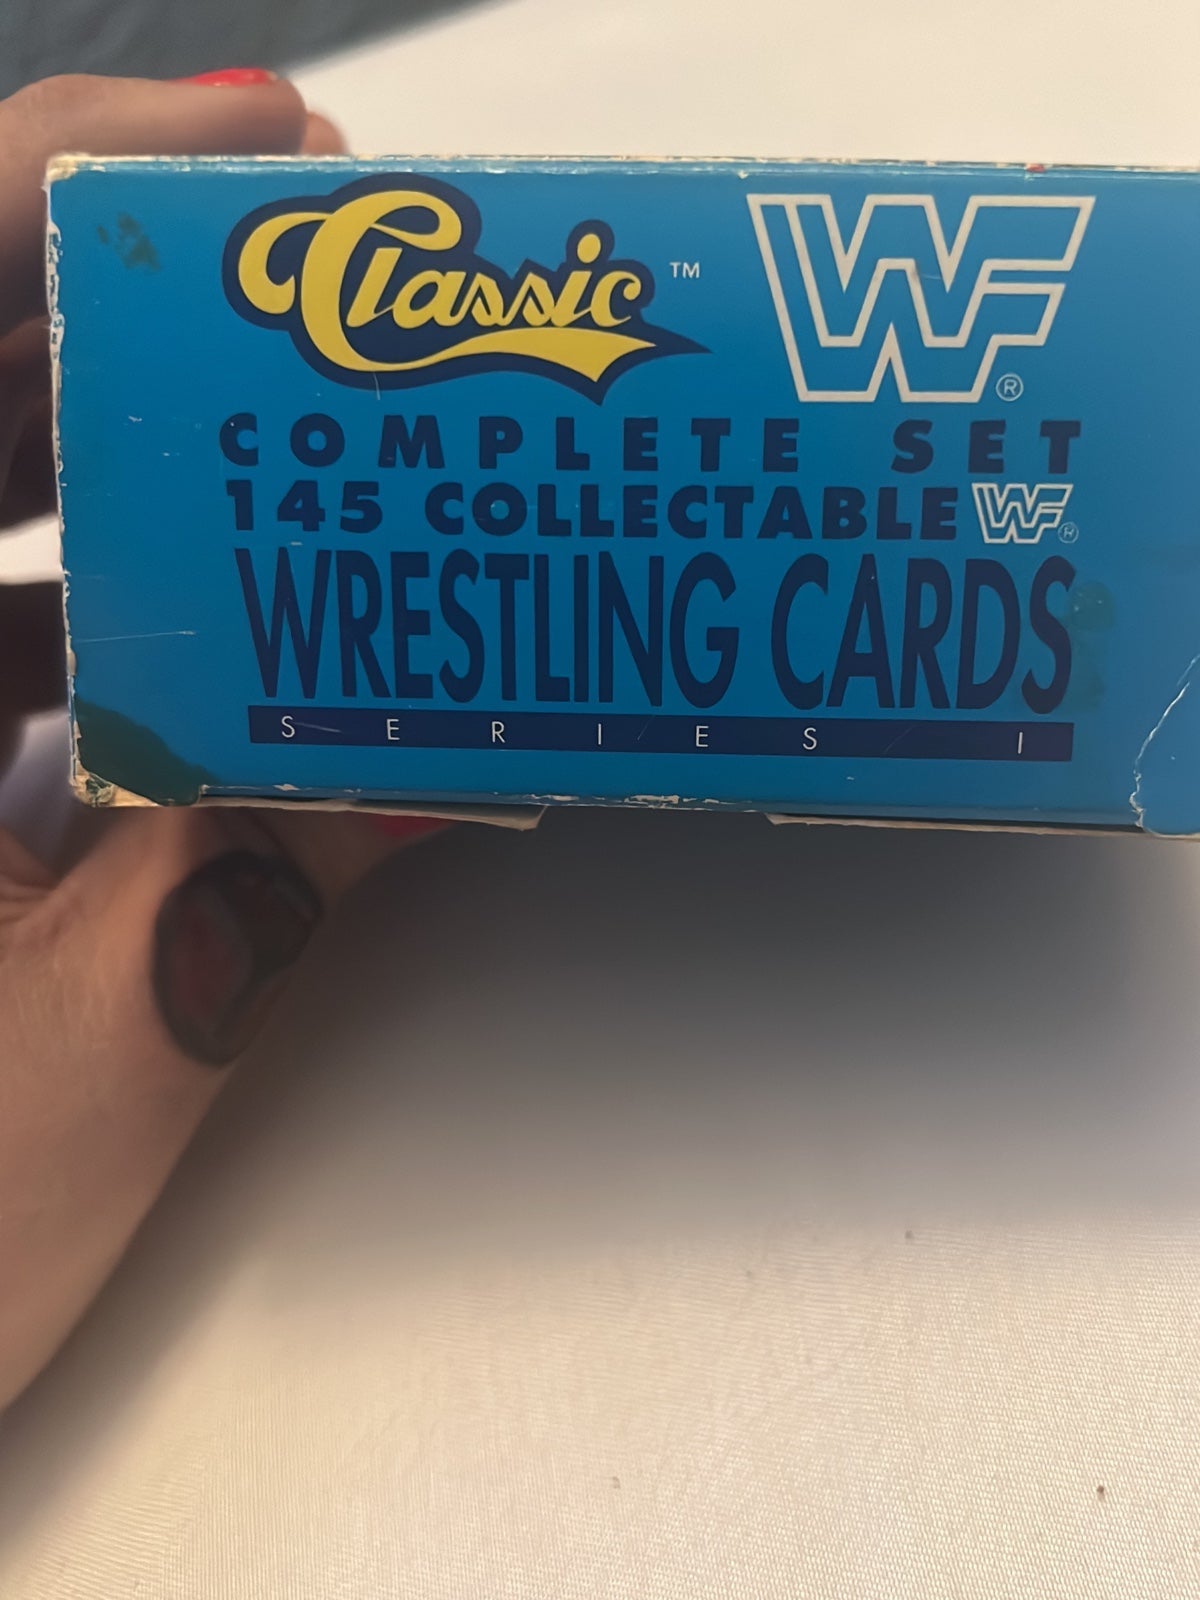 Classic™ WF®
COMPLETE SET
145 COLLECTABLE WF®
WRESTLING CARDS
SERIES I